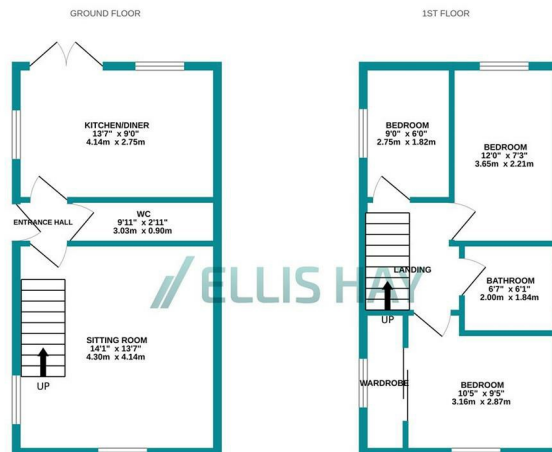 GROUND FLOOR
1ST FLOOR
KITCHEN/DINER
13'7" x 9'0"
4.14m x 2.75m
ENTRANCE HALL
WC
9'11" x 2'11"
3.03m x 0.90m
SITTING ROOM
14'1" x 13'7"
4.30m x 4.14m
UP
BEDROOM
9'0" x 6'0"
2.75m x 1.82m
BEDROOM
12'0" x 7'3"
3.65m x 2.21m
LANDING
UP
BATHROOM
6'7" x 6'1"
2.00m x 1.84m
WARDROBE
BEDROOM
10'5" x 9'5"
3.16m x 2.87m
ELLIS HAY